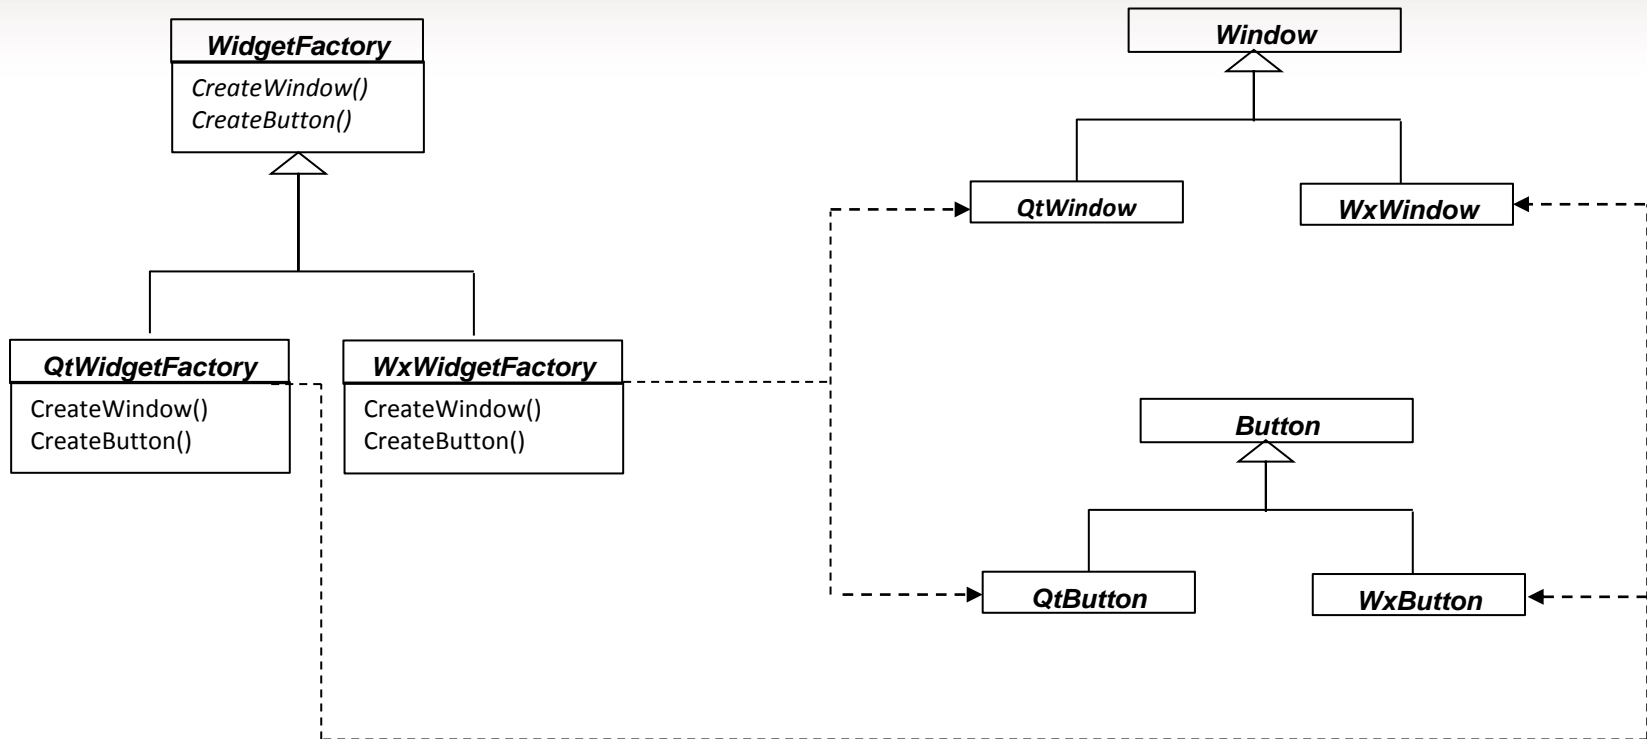 WidgetFactory
CreateWindow()
CreateButton()
QtWidgetFactory
CreateWindow()
CreateButton()
WxWidgetFactory
CreateWindow()
CreateButton()
Window
QtWindow
WxWindow
Button
QtButton
WxButton